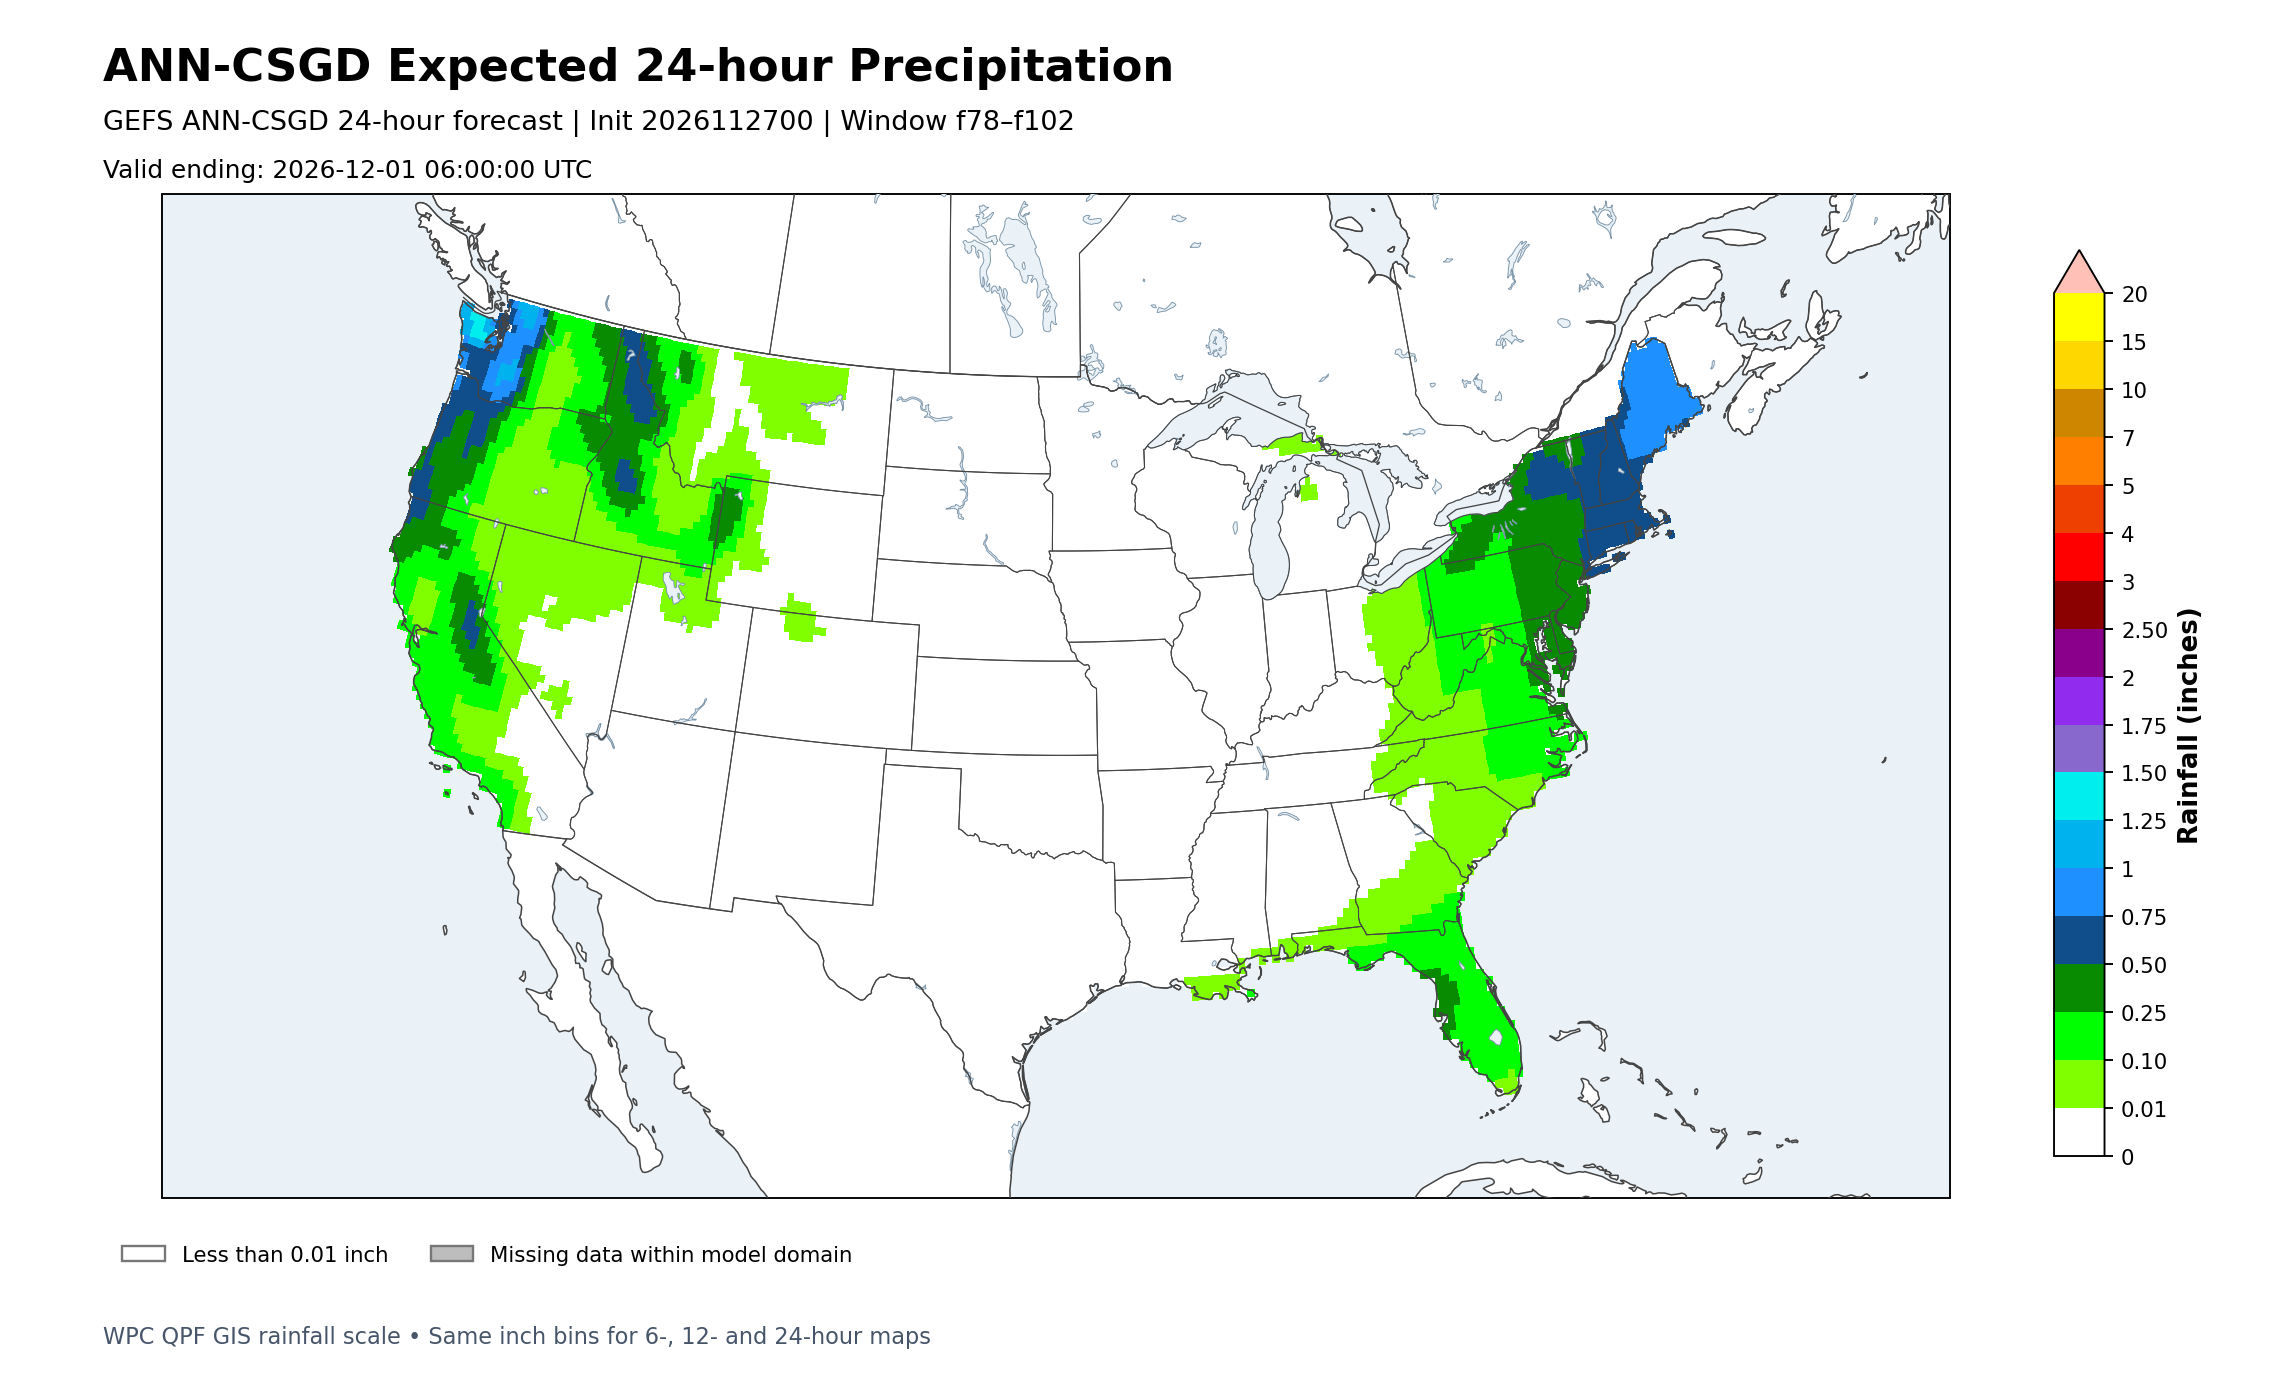 ANN-CSGD Expected 24-hour Precipitation
GEFS ANN-CSGD 24-hour forecast | Init 2026112700 | Window f78–f102
Valid ending: 2026-12-01 06:00:00 UTC
20
15
10
7
5
4
3
2.50
2
1.75
1.50
1.25
1
0.75
0.50
0.25
0.10
0.01
0
Rainfall (inches)
Less than 0.01 inch
Missing data within model domain
WPC QPF GIS rainfall scale • Same inch bins for 6-, 12- and 24-hour maps